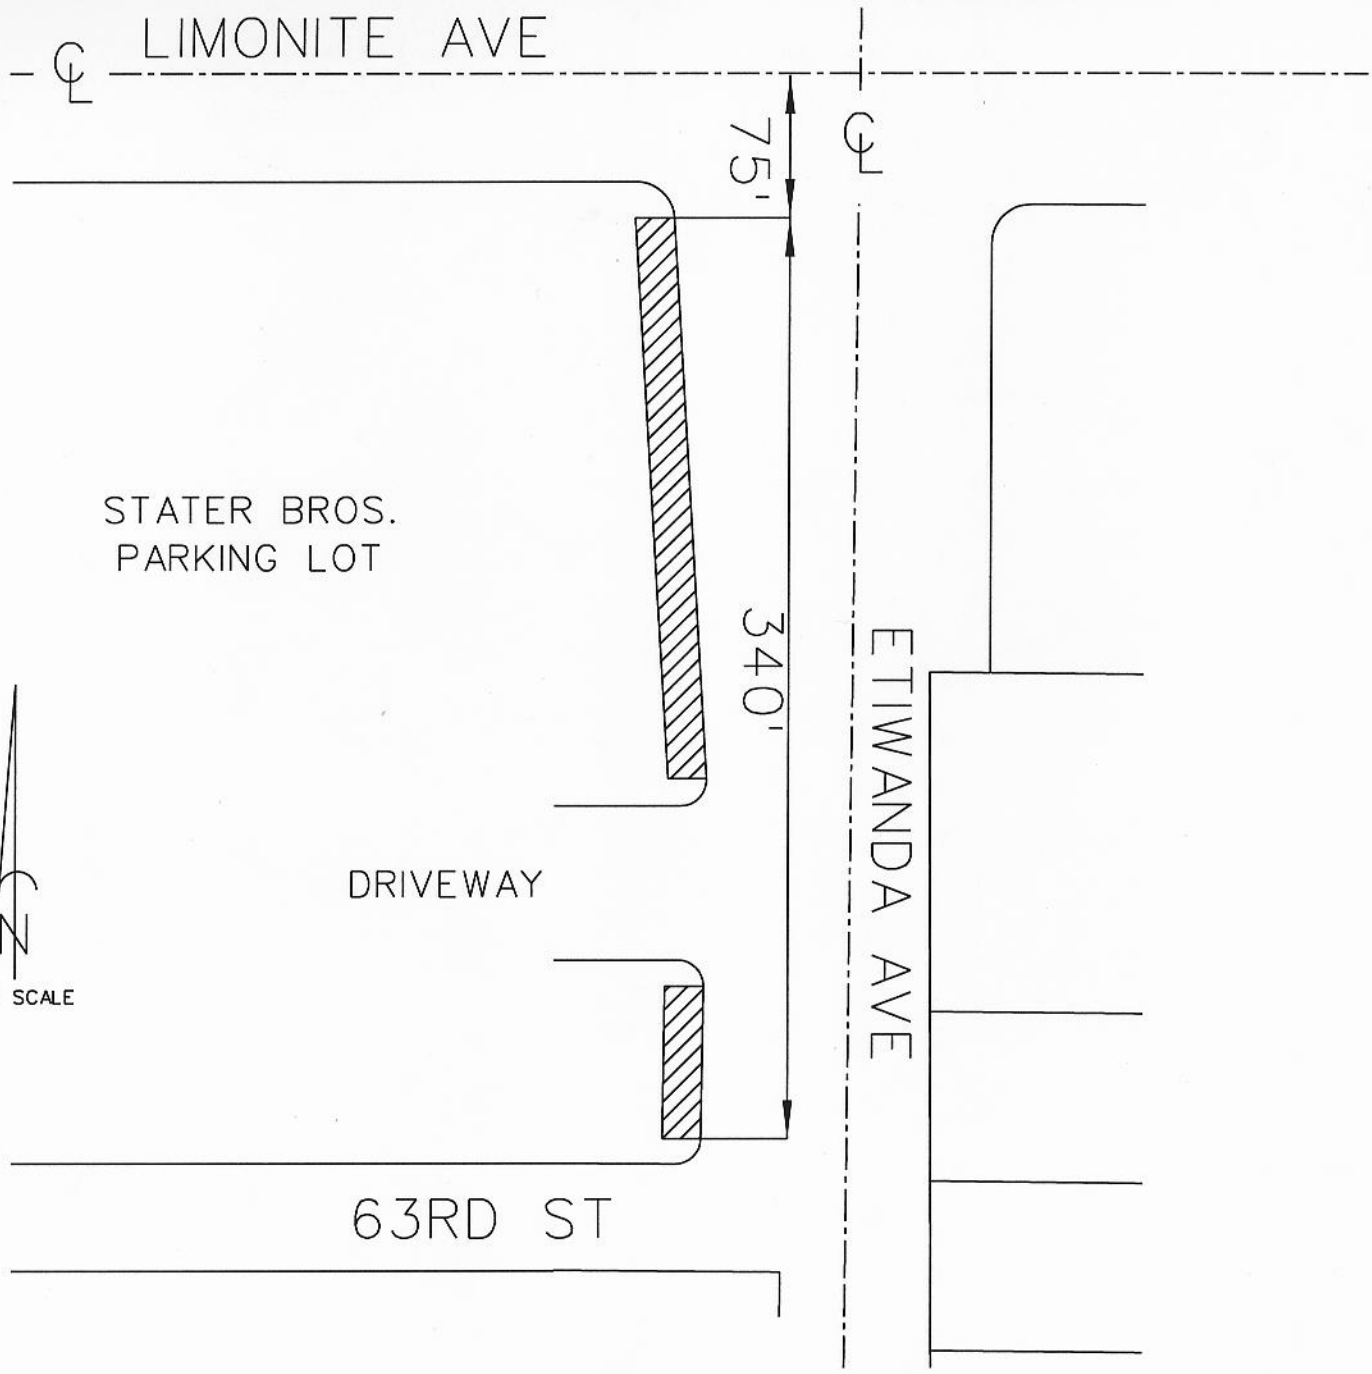 LIMONITE AVE
℄
℄
75'
STATER BROS.
PARKING LOT
340'
ETIWANDA AVE
DRIVEWAY
N
SCALE
63RD ST